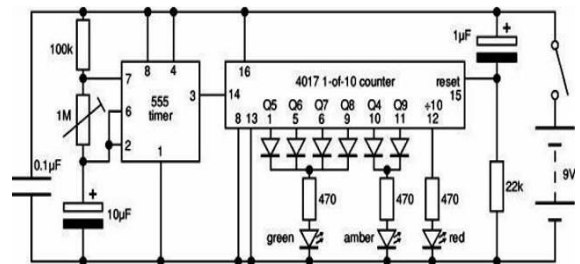 1µF
+
100k
8 4
16
4017 1-of-10 counter
7
555
timer
3
14
reset
15
1M
6
2
1
Q5 Q6 Q7 Q8 Q4 Q9 ÷10
8 13 1 5 6 9 10 11 12
0.1µF
+
10µF
470
470
470
22k
9V
green
amber
red